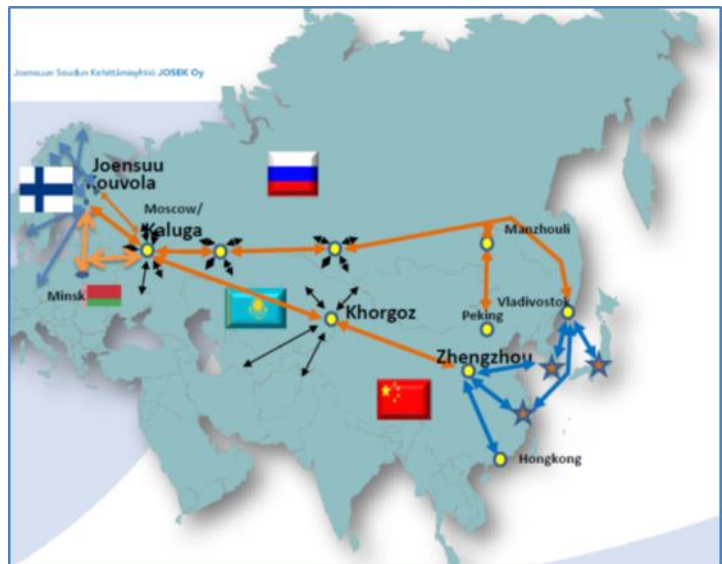 Joensuun Seudun Kehittämisyhtiö JOSEK Oy
Joensuu
Kouvola
Moscow/
Kaluga
Manzhouli
Minsk
Khorgoz
Peking
Vladivostok
Zhengzhou
Hongkong